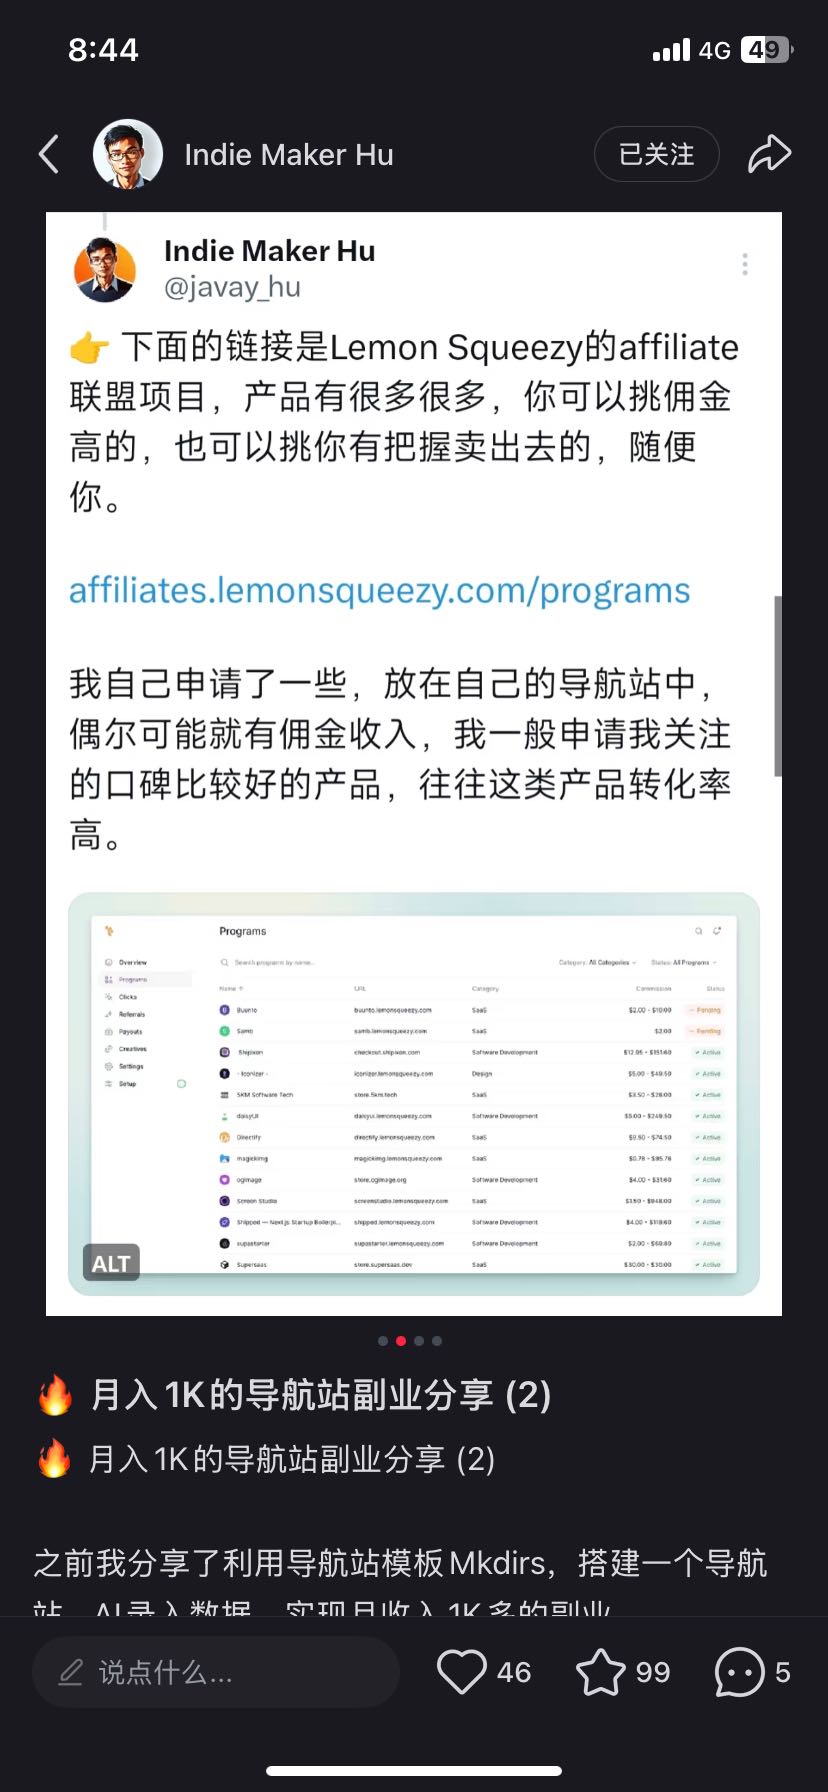 8:44
4G 49
Indie Maker Hu
已关注
Indie Maker Hu
@javay_hu
👉 下面的链接是Lemon Squeezy的affiliate
联盟项目，产品有很多很多，你可以挑佣金
高的，也可以挑你有把握卖出去的，随便
你。
affiliates.lemonsqueezy.com/programs
我自己申请了一些，放在自己的导航站中，
偶尔可能就有佣金收入，我一般申请我关注
的口碑比较好的产品，往往这类产品转化率
高。
Programs
Overview
Search programs by name...
Category: All Categories
Status: All Programs
Programs
Name
URL
Category
Commission
Status
Clicks
Buunto buunto.lemonsqueezy.com SaaS $2.00 - $10.00 Pending
Referrals
Payouts
samb.lemonsqueezy.com SaaS $2.00 Pending
Creatives
Shipixen checkout.shipixen.com Software Development Active
Settings
- Iconizer - iconizer.lemonsqueezy.com Design $5.00 - $49.50 Active
Setup
5KM Software Tech store.5km.tech SaaS $3.50 - $28.00 Active
daisyUI daisyui.lemonsqueezy.com Software Development $5.00 - $249.50 Active
Directify directify.lemonsqueezy.com SaaS $9.50 - $74.50 Active
magickimg magickimg.lemonsqueezy.com SaaS $0.78 - $95.76 Active
ogimage store.ogimage.org Software Development $4.00 - $31.60 Active
Screen Studio screenstudio.lemonsqueezy.com SaaS Active
Shipped — Next.js Startup Boilerpl... shipped.lemonsqueezy.com Software Development $4.00 - $119.60 Active
supastarter supastarter.lemonsqueezy.com Software Development Active
Supersaas store.supersaas.dev SaaS $30.00 - $30.00 Active
ALT
🔥 月入1K的导航站副业分享 (2)
🔥 月入1K的导航站副业分享 (2)
之前我分享了利用导航站模板Mkdirs，搭建一个导航
站，AI录入数据，实现月收入1K多的副业
说点什么...
46
99
5